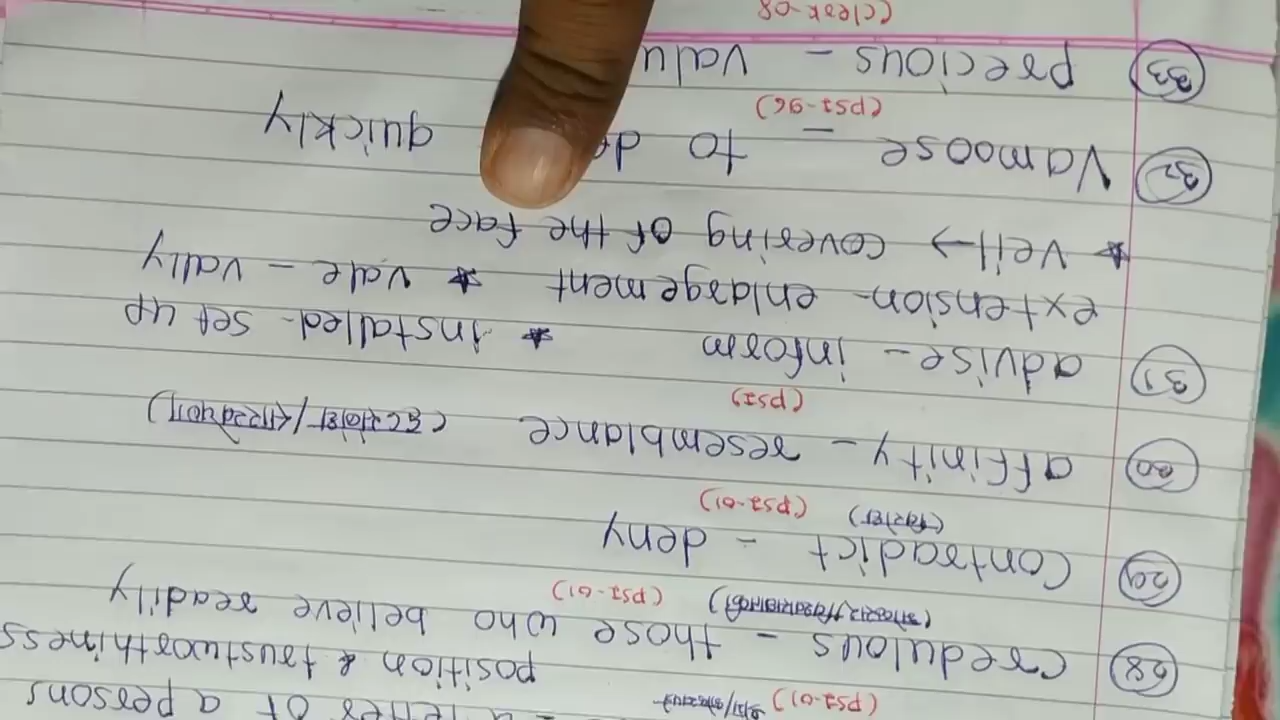 - a letter of a persons
(PSI-01)
position & trustworthiness
28 credulous - those who believe readily
(PSI-01)
29 Contradict - deny
(PSI-01)
30 affinity - resemblance
(PSI)
31 advise - inform * installed - set up
extension - enlargement * vale - vally
* veil → covering of the face
32 Vamoose - to quickly
(PSI-96)
33 precious -
(clerk-08)